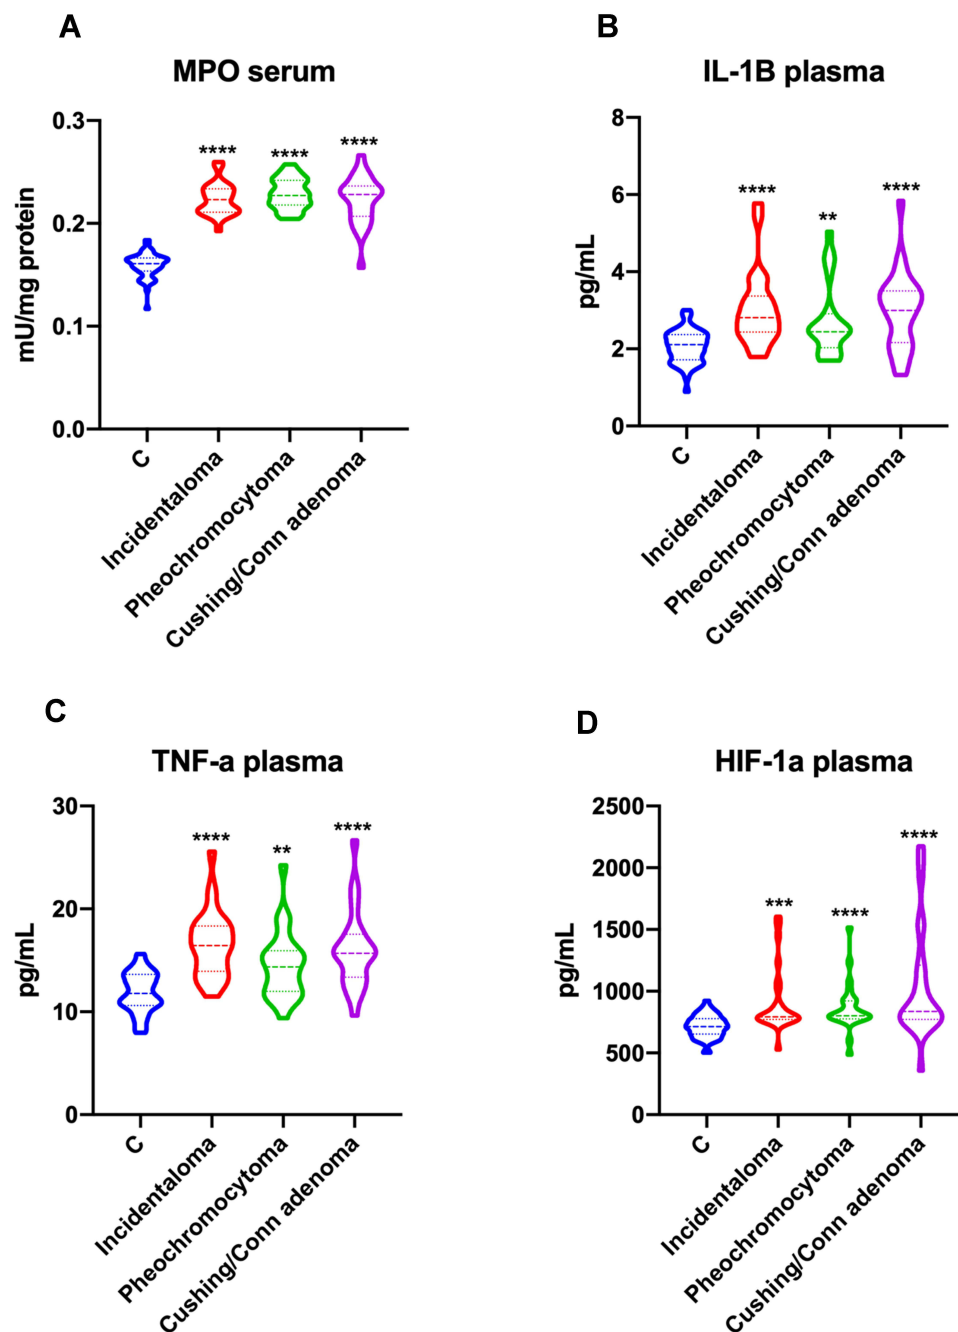 A
MPO serum
mU/mg protein
0.3
0.2
0.1
0.0
****
****
****
C
Incidentaloma
Pheochromocytoma
Cushing/Conn adenoma
B
IL-1B plasma
pg/mL
8
6
4
2
0
****
**
****
C
Incidentaloma
Pheochromocytoma
Cushing/Conn adenoma
C
TNF-a plasma
pg/mL
30
20
10
0
****
**
****
C
Incidentaloma
Pheochromocytoma
Cushing/Conn adenoma
D
HIF-1a plasma
pg/mL
2500
2000
1500
1000
500
0
***
****
****
C
Incidentaloma
Pheochromocytoma
Cushing/Conn adenoma